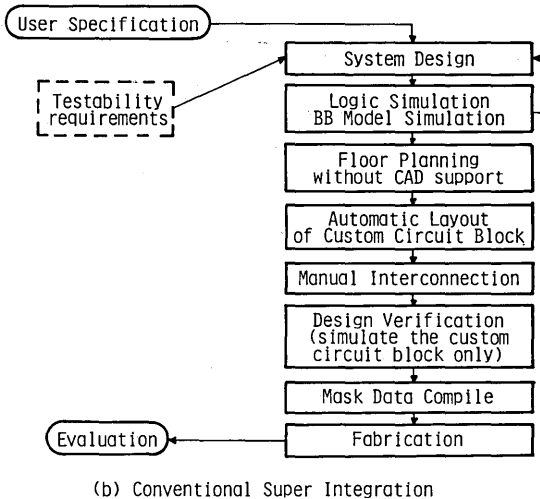 User Specification
System Design
Testability
requirements
Logic Simulation
BB Model Simulation
Floor Planning
without CAD support
Automatic Layout
of Custom Circuit Block
Manual Interconnection
Design Verification
(simulate the custom
circuit block only)
Mask Data Compile
Evaluation
Fabrication
(b) Conventional Super Integration